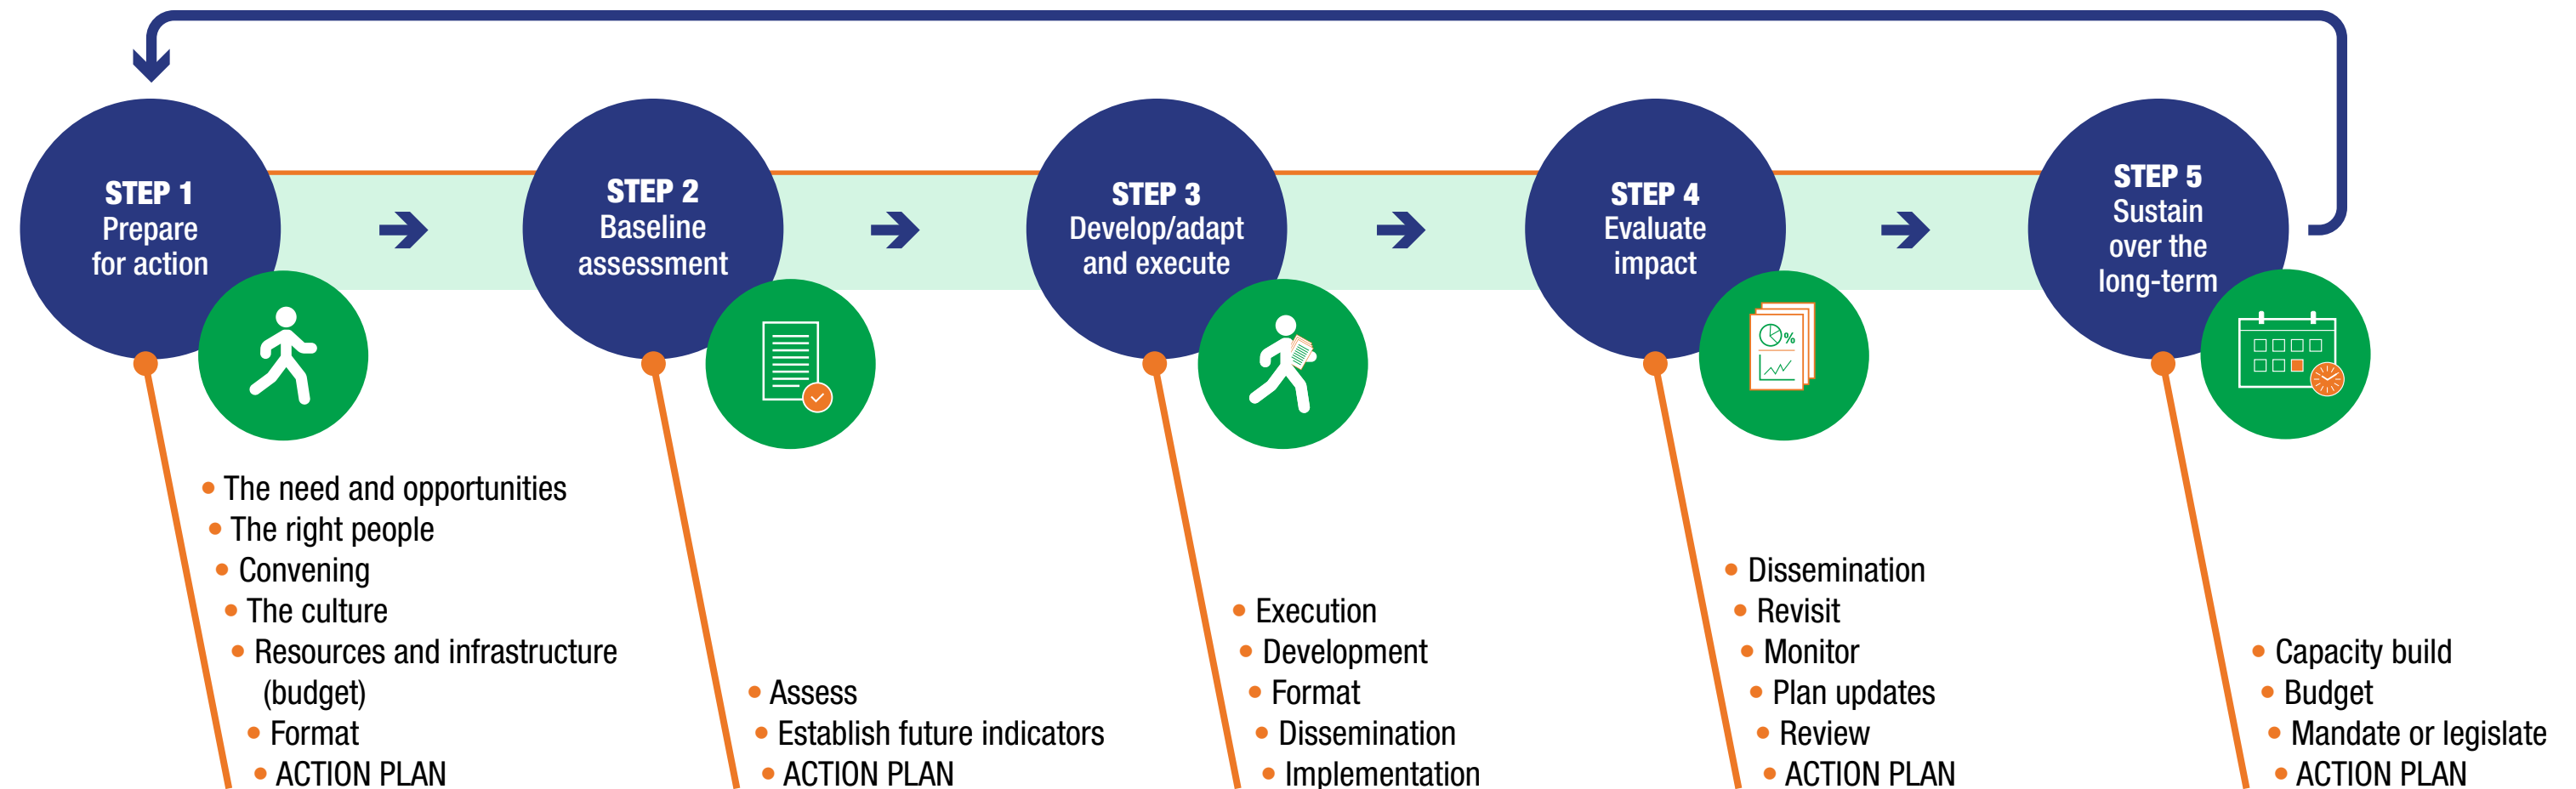 STEP 1
Prepare
for action
STEP 2
Baseline
assessment
STEP 3
Develop/adapt
and execute
STEP 4
Evaluate
impact
STEP 5
Sustain
over the
long-term
%
• The need and opportunities
• The right people
• Convening
• The culture
• Resources and infrastructure
(budget)
• Format
• ACTION PLAN
• Assess
• Establish future indicators
• ACTION PLAN
• Execution
• Development
• Format
• Dissemination
• Implementation
• Dissemination
• Revisit
• Monitor
• Plan updates
• Review
• ACTION PLAN
• Capacity build
• Budget
• Mandate or legislate
• ACTION PLAN